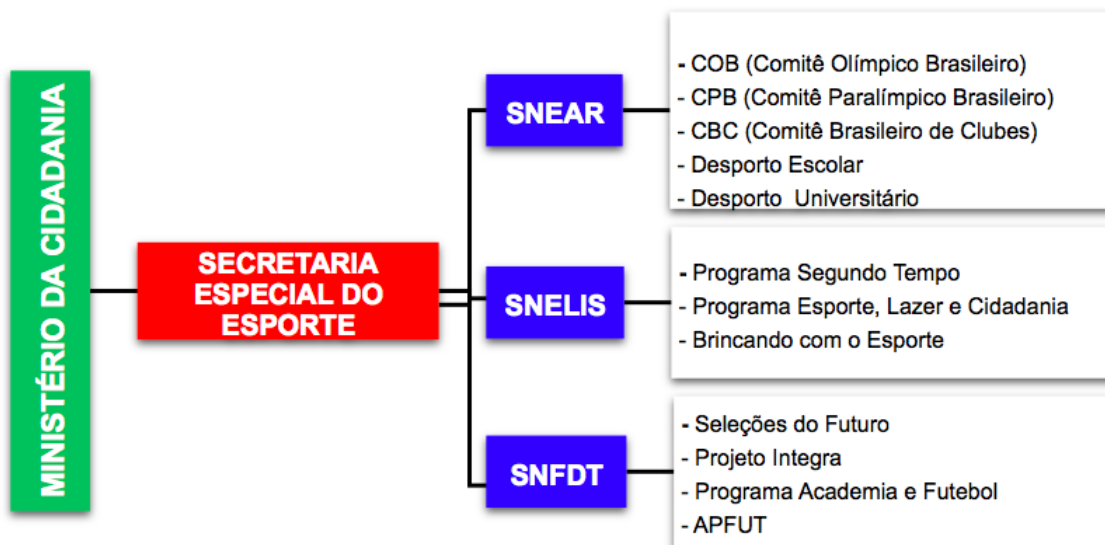 MINISTÉRIO DA CIDADANIA
SECRETARIA
ESPECIAL DO
ESPORTE
SNEAR
- COB (Comitê Olímpico Brasileiro)
- CPB (Comitê Paralímpico Brasileiro)
- CBC (Comitê Brasileiro de Clubes)
- Desporto Escolar
- Desporto Universitário
SNELIS
- Programa Segundo Tempo
- Programa Esporte, Lazer e Cidadania
- Brincando com o Esporte
SNFDT
- Seleções do Futuro
- Projeto Integra
- Programa Academia e Futebol
- APFUT